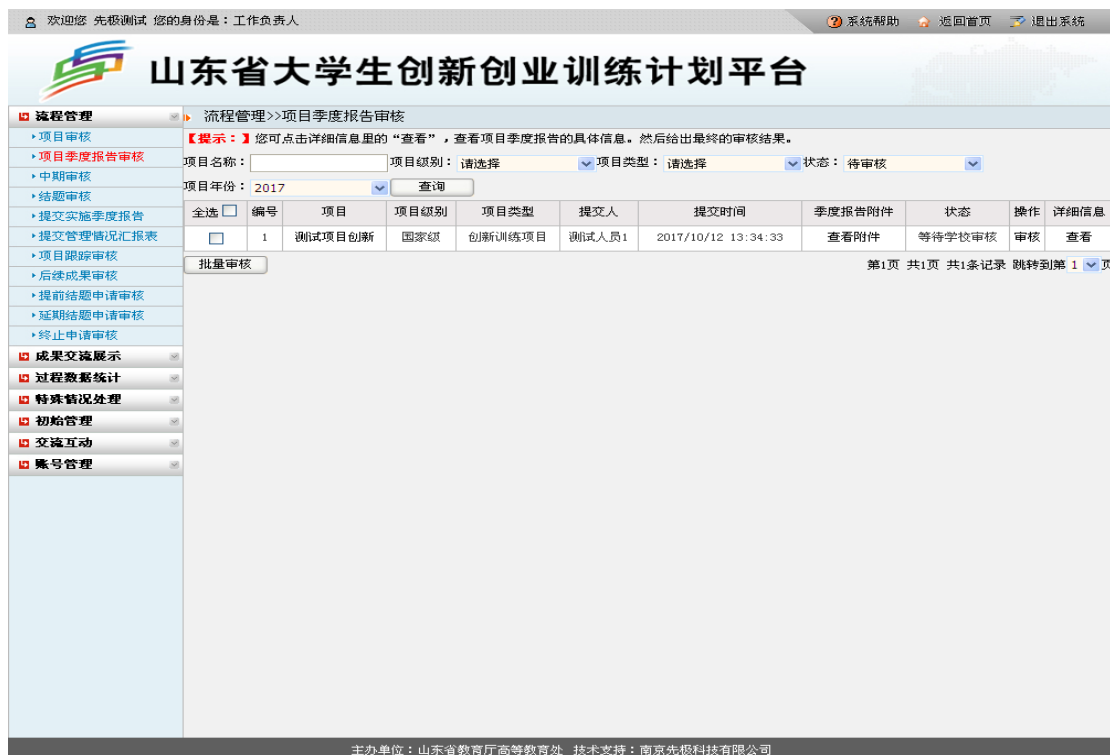 欢迎您 先极测试 您的身份是：工作负责人 系统帮助 返回首页 退出系统
山东省大学生创新创业训练计划平台
流程管理
项目审核
项目季度报告审核
中期审核
结题审核
提交实施季度报告
提交管理情况汇报表
项目跟踪审核
后续成果审核
提前结题申请审核
延期结题申请审核
终止申请审核
成果交流展示
过程数据统计
特殊情况处理
初始管理
交流互动
账号管理
流程管理>>项目季度报告审核
【提示：】您可点击详细信息里的“查看”，查看项目季度报告的具体信息。然后给出最终的审核结果。
项目名称： 项目级别： 请选择 项目类型： 请选择 状态： 待审核
项目年份： 2017 查询
全选 编号 项目 项目级别 项目类型 提交人 提交时间 季度报告附件 状态 操作 详细信息
1 测试项目创新 国家级 创新训练项目 测试人员1 2017/10/12 13:34:33 查看附件 等待学校审核 审核 查看
批量审核 第1页 共1页 共1条记录 跳转到第 1 页
主办单位：山东省教育厅高等教育处 技术支持：南京先极科技有限公司